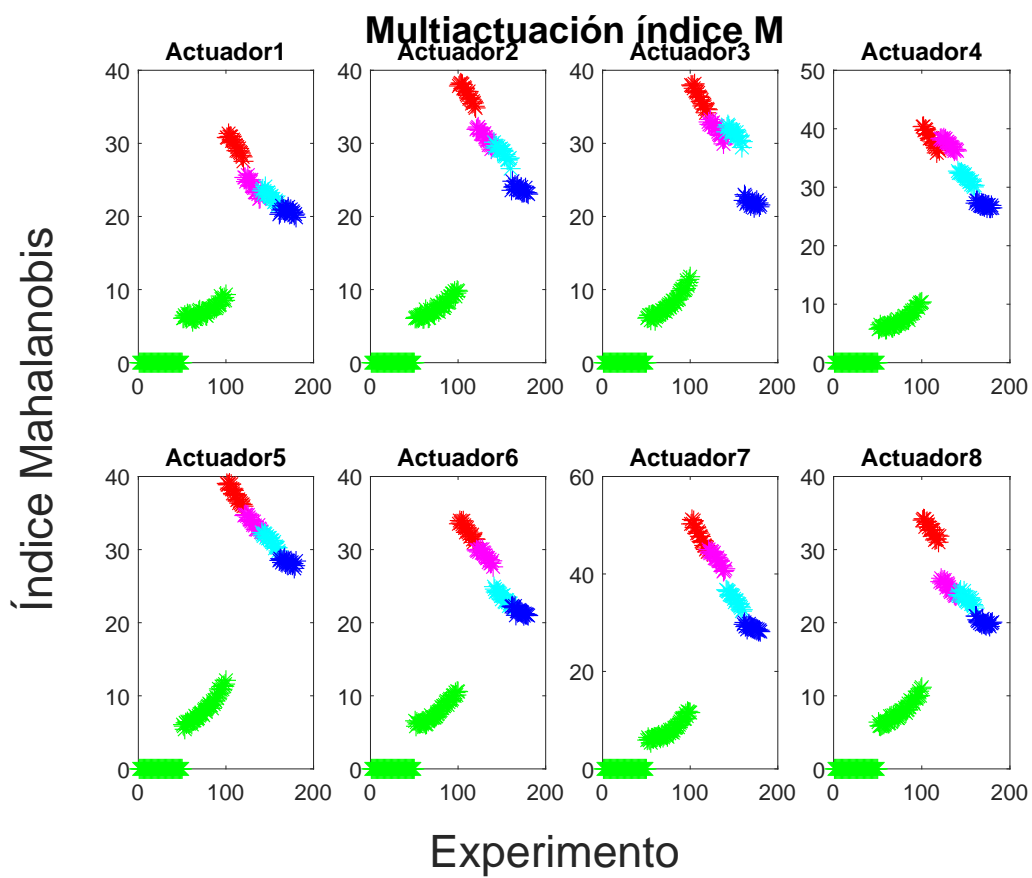 Multiactuación índice M
Actuador1 Actuador2 Actuador3 Actuador4
40 40 40 50
40
30 30 30
30
20 20 20
20
10 10 10 10
0 0 0 0
0 100 200 0 100 200 0 100 200 0 100 200
Índice Mahalanobis
Actuador5 Actuador6 Actuador7 Actuador8
40 40 60 40
30 30 30
40
20 20 20
20
10 10 10
0 0 0 0
0 100 200 0 100 200 0 100 200 0 100 200
Experimento